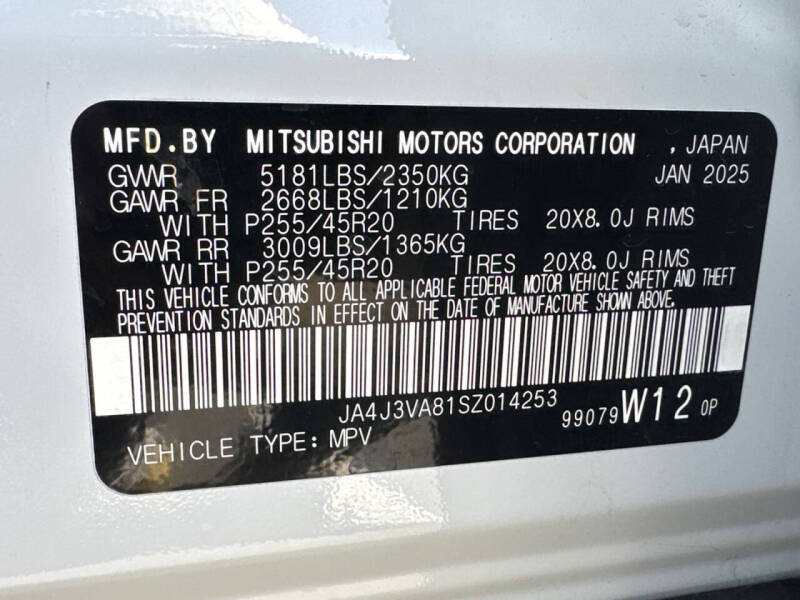 MFD.BY MITSUBISHI MOTORS CORPORATION , JAPAN
GVWR 5181LBS/2350KG JAN 2025
GAWR FR 2668LBS/1210KG
WITH P255/45R20 TIRES 20X8.0J RIMS
GAWR RR 3009LBS/1365KG
WITH P255/45R20 TIRES 20X8.0J RIMS
THIS VEHICLE CONFORMS TO ALL APPLICABLE FEDERAL MOTOR VEHICLE SAFETY AND THEFT
PREVENTION STANDARDS IN EFFECT ON THE DATE OF MANUFACTURE SHOWN ABOVE.
JA4J3VA81SZ014253
VEHICLE TYPE: MPV 99079 W12 0P